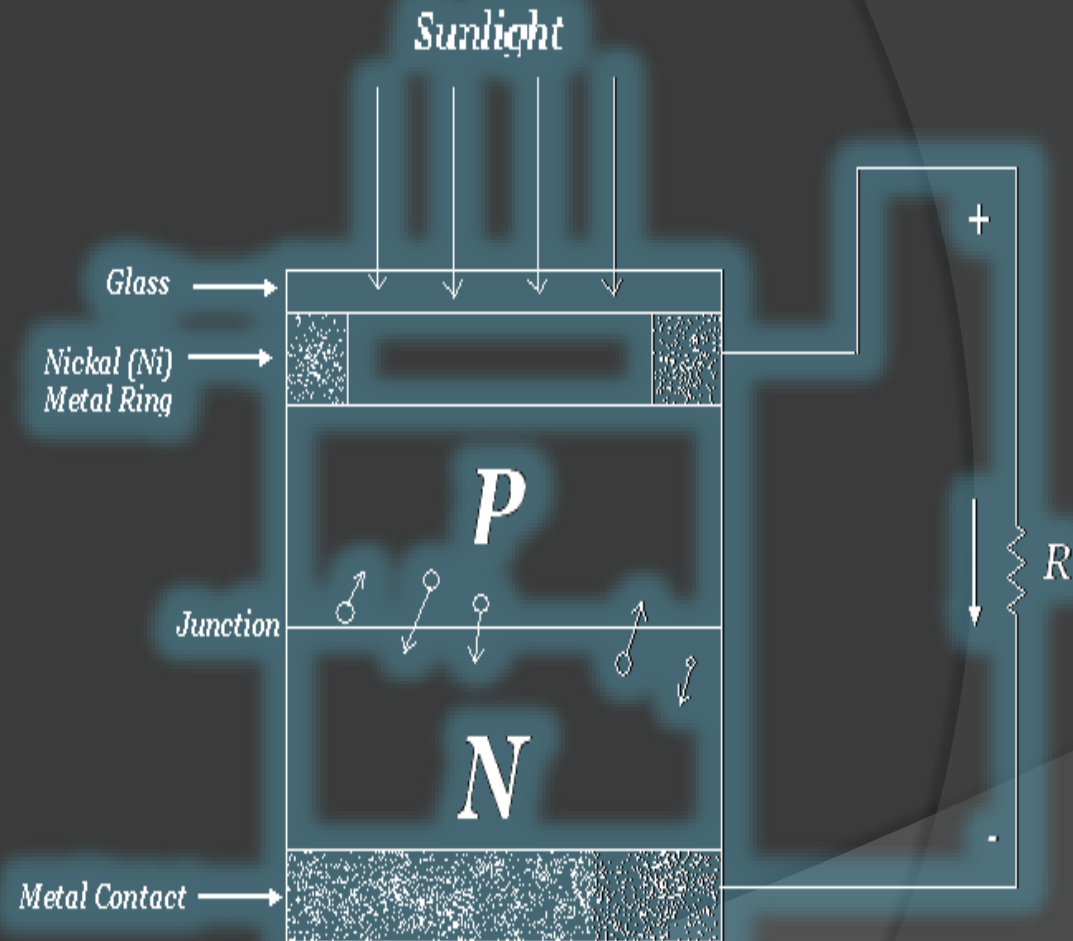 Sunlight
+
Glass
Nickal (Ni)
Metal Ring
P
R
Junction
N
-
Metal Contact